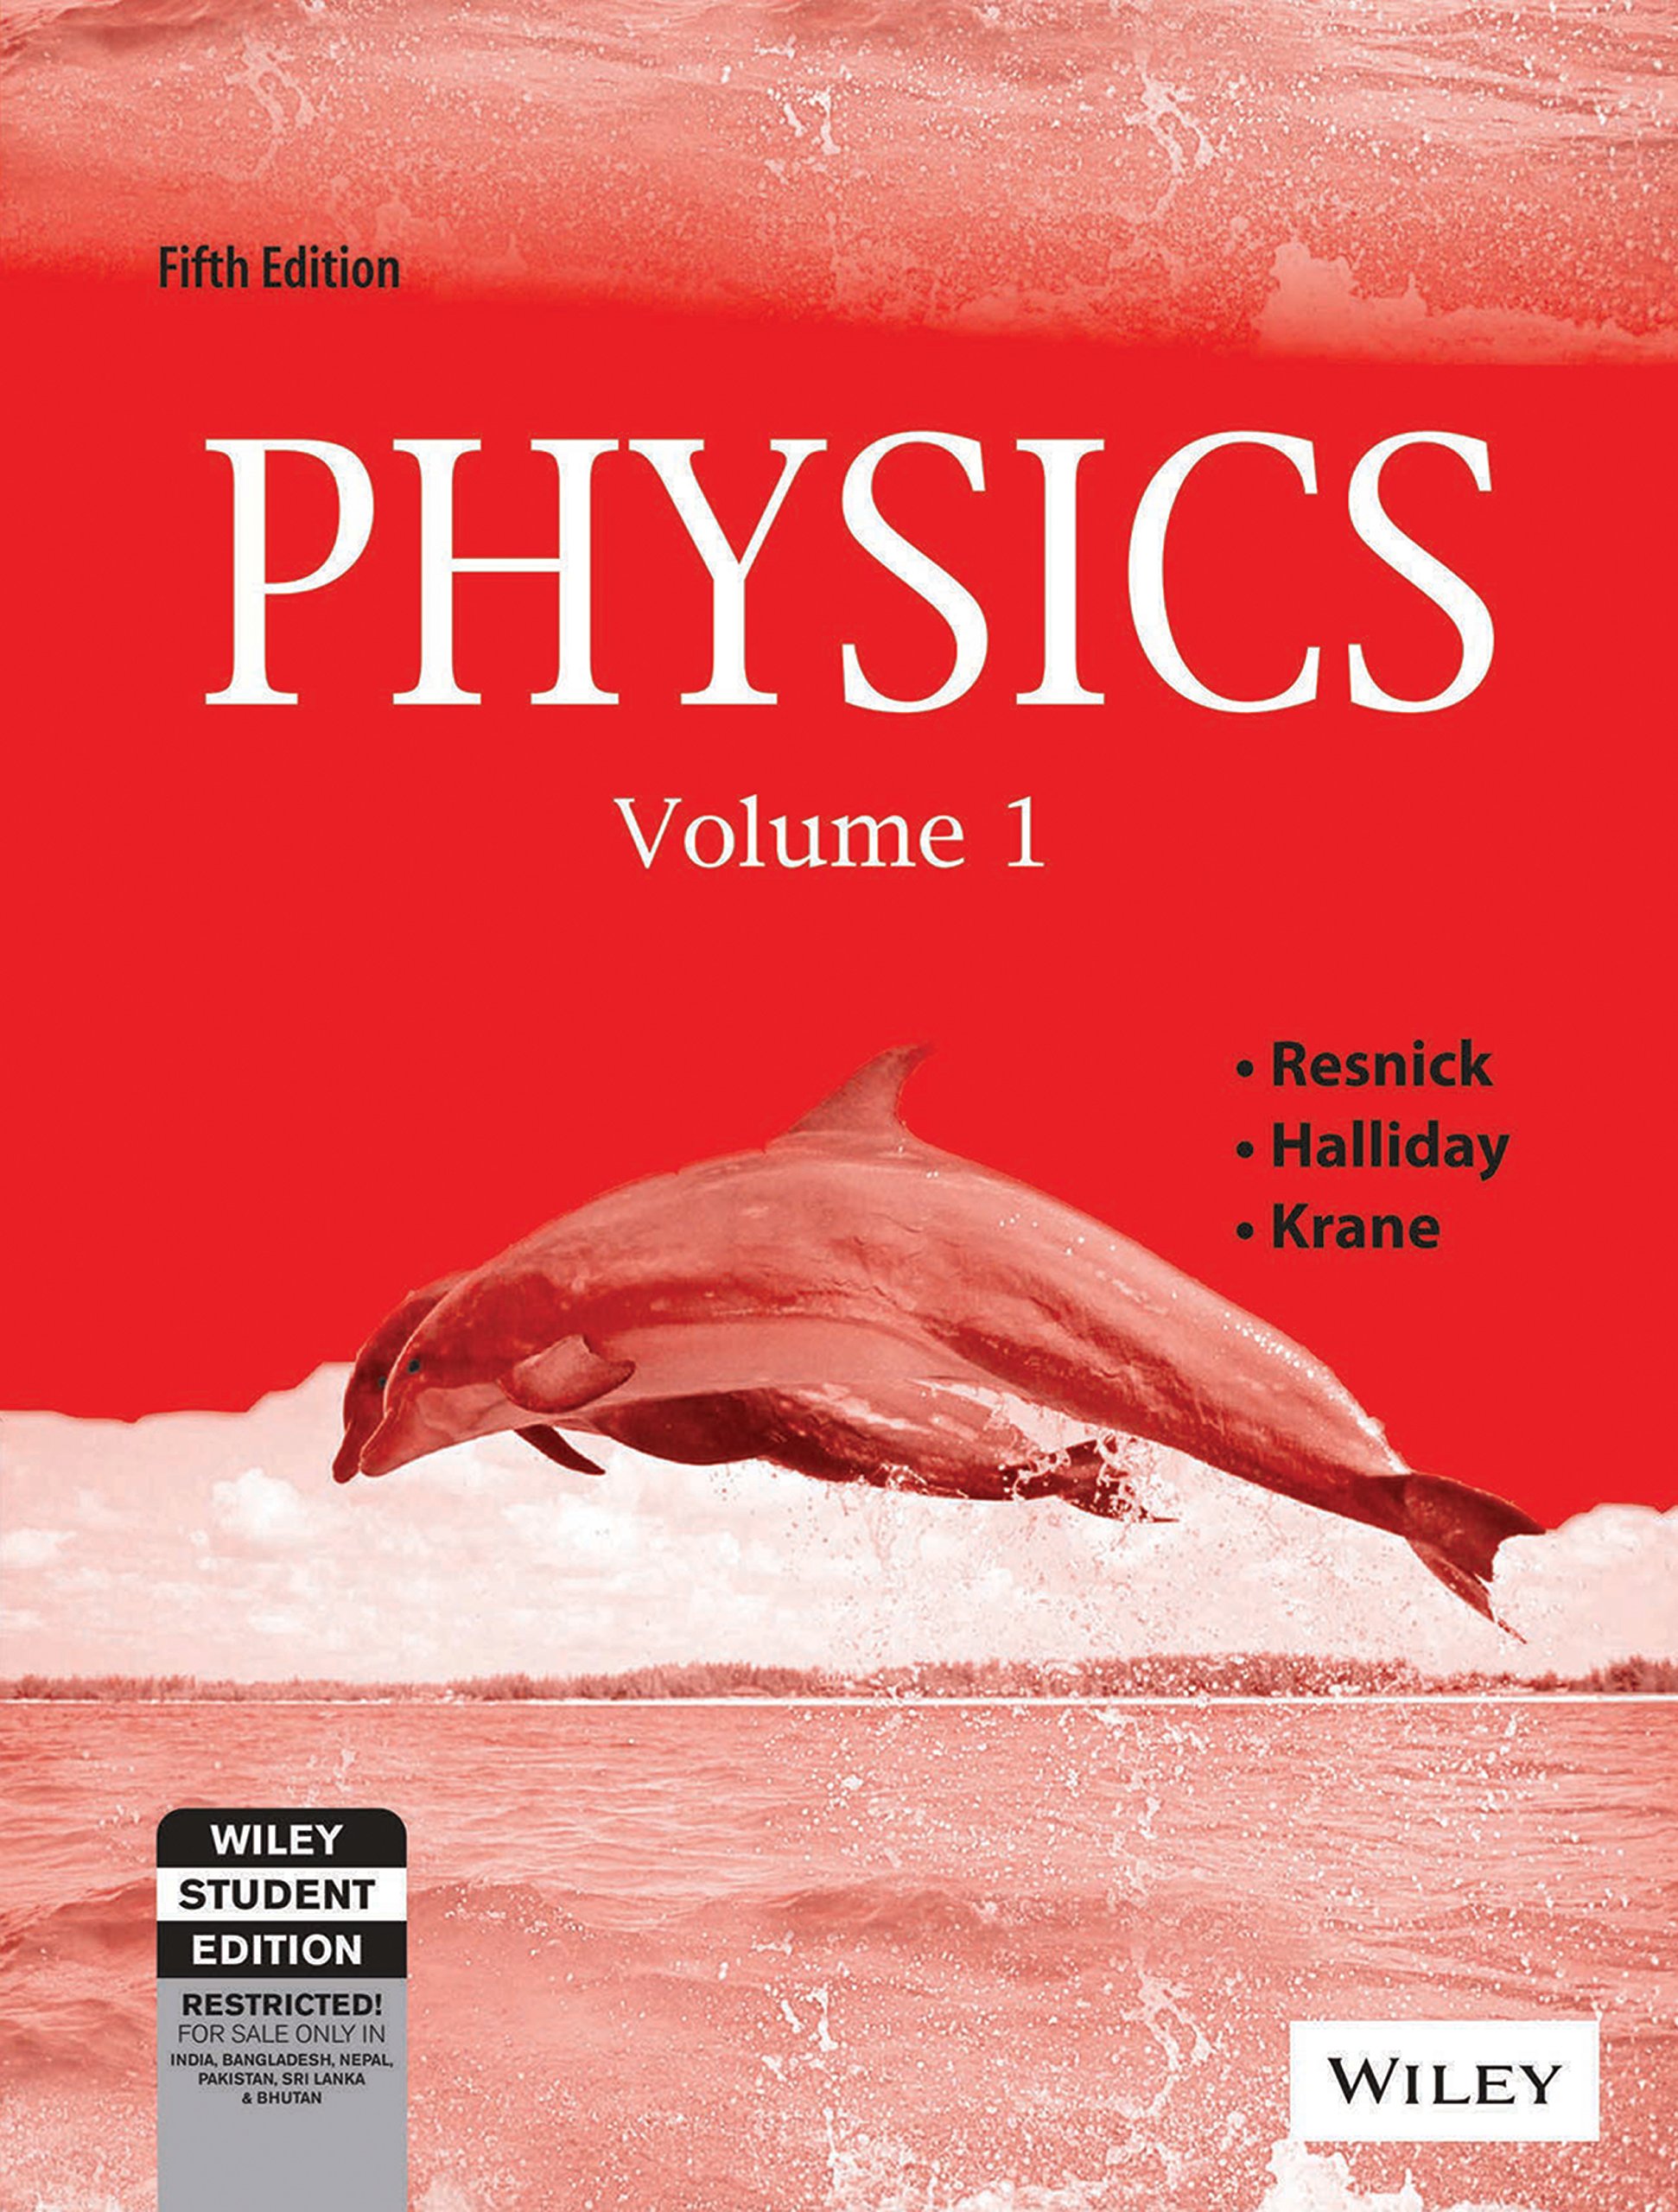 Fifth Edition
PHYSICS
Volume 1
• Resnick
• Halliday
• Krane
WILEY
STUDENT
EDITION
RESTRICTED!
FOR SALE ONLY IN
INDIA, BANGLADESH, NEPAL,
PAKISTAN, SRI LANKA
& BHUTAN
WILEY